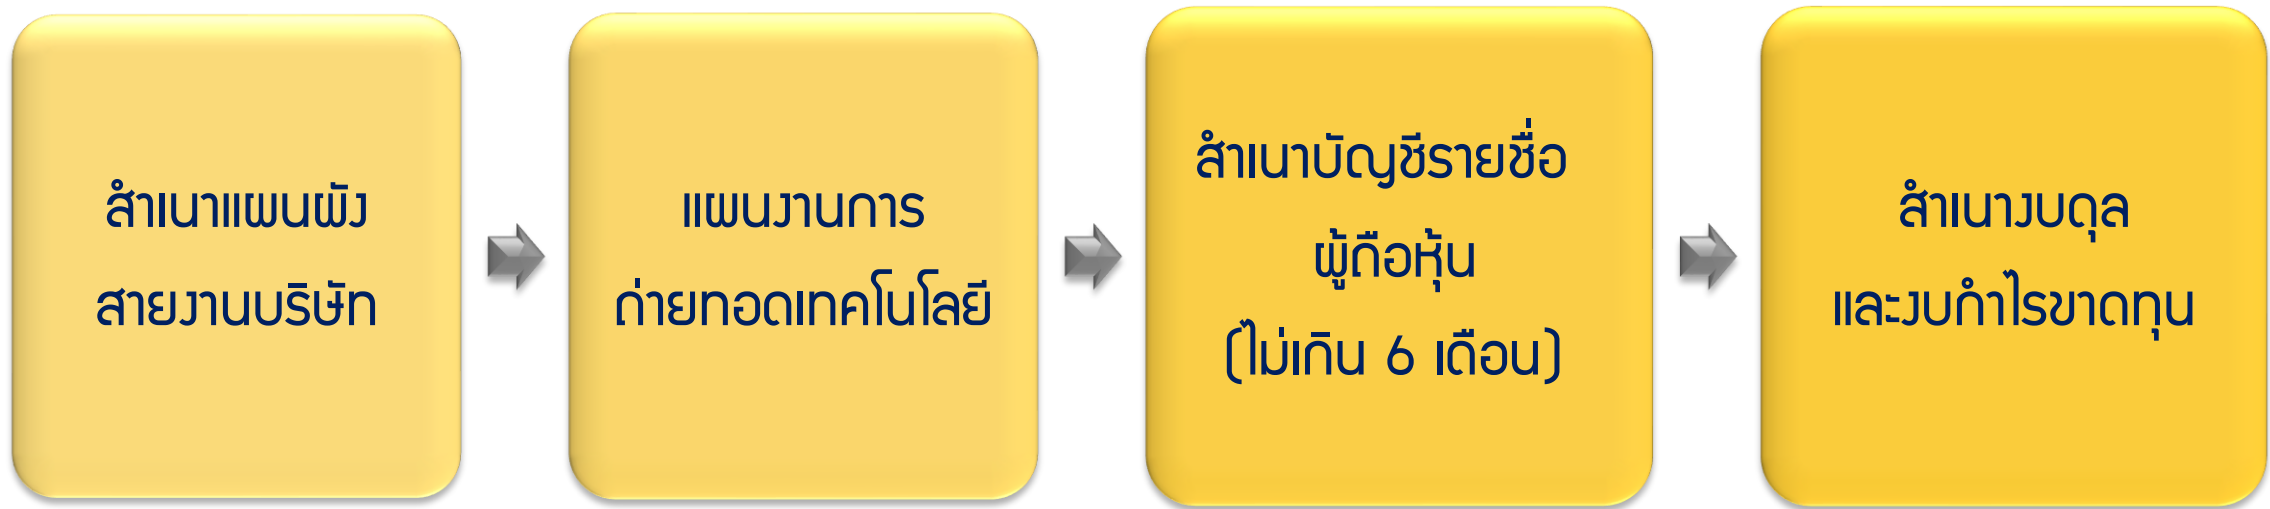 สำเนาแผนผัง
สายงานบริษัท
แผนงานการ
ถ่ายทอดเทคโนโลยี
สำเนาบัญชีรายชื่อ
ผู้ถือหุ้น
(ไม่เกิน 6 เดือน)
สำเนางบดุล
และงบกำไรขาดทุน